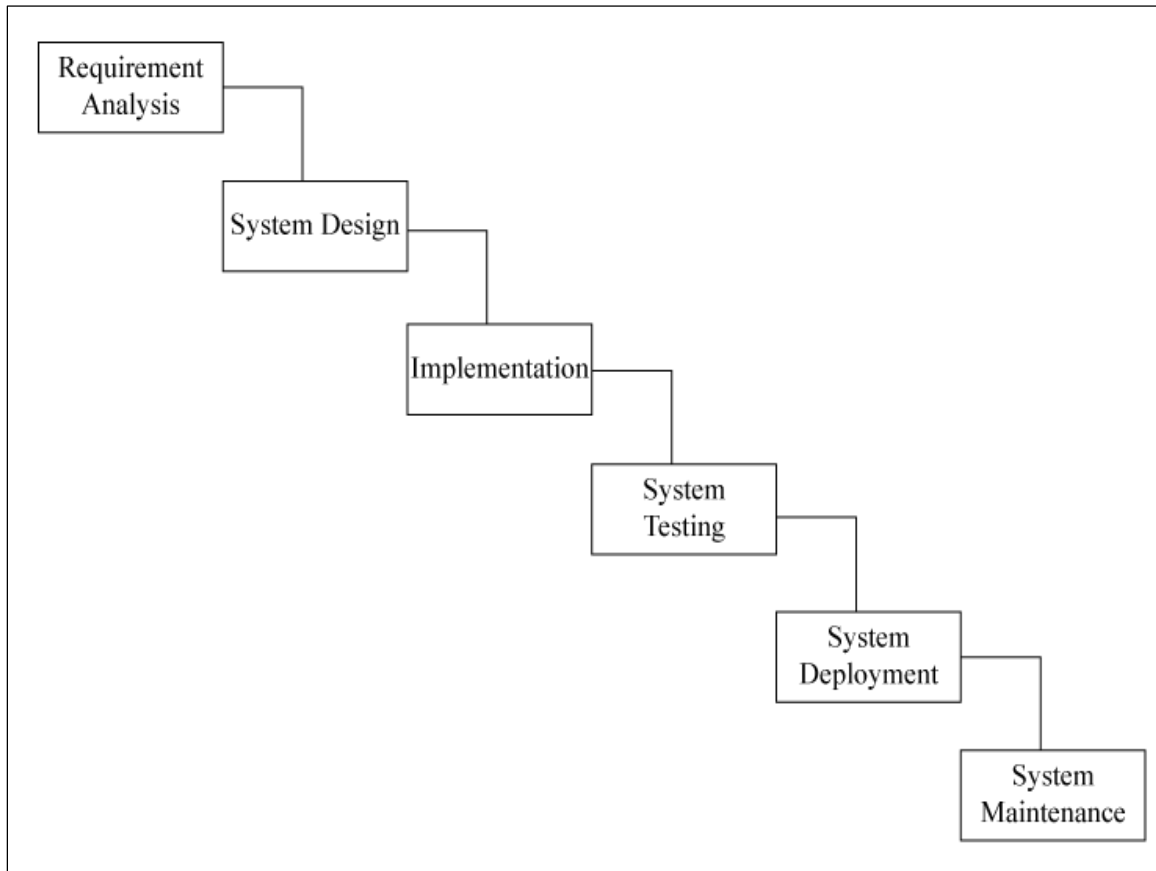 Requirement
Analysis
System Design
Implementation
System
Testing
System
Deployment
System
Maintenance